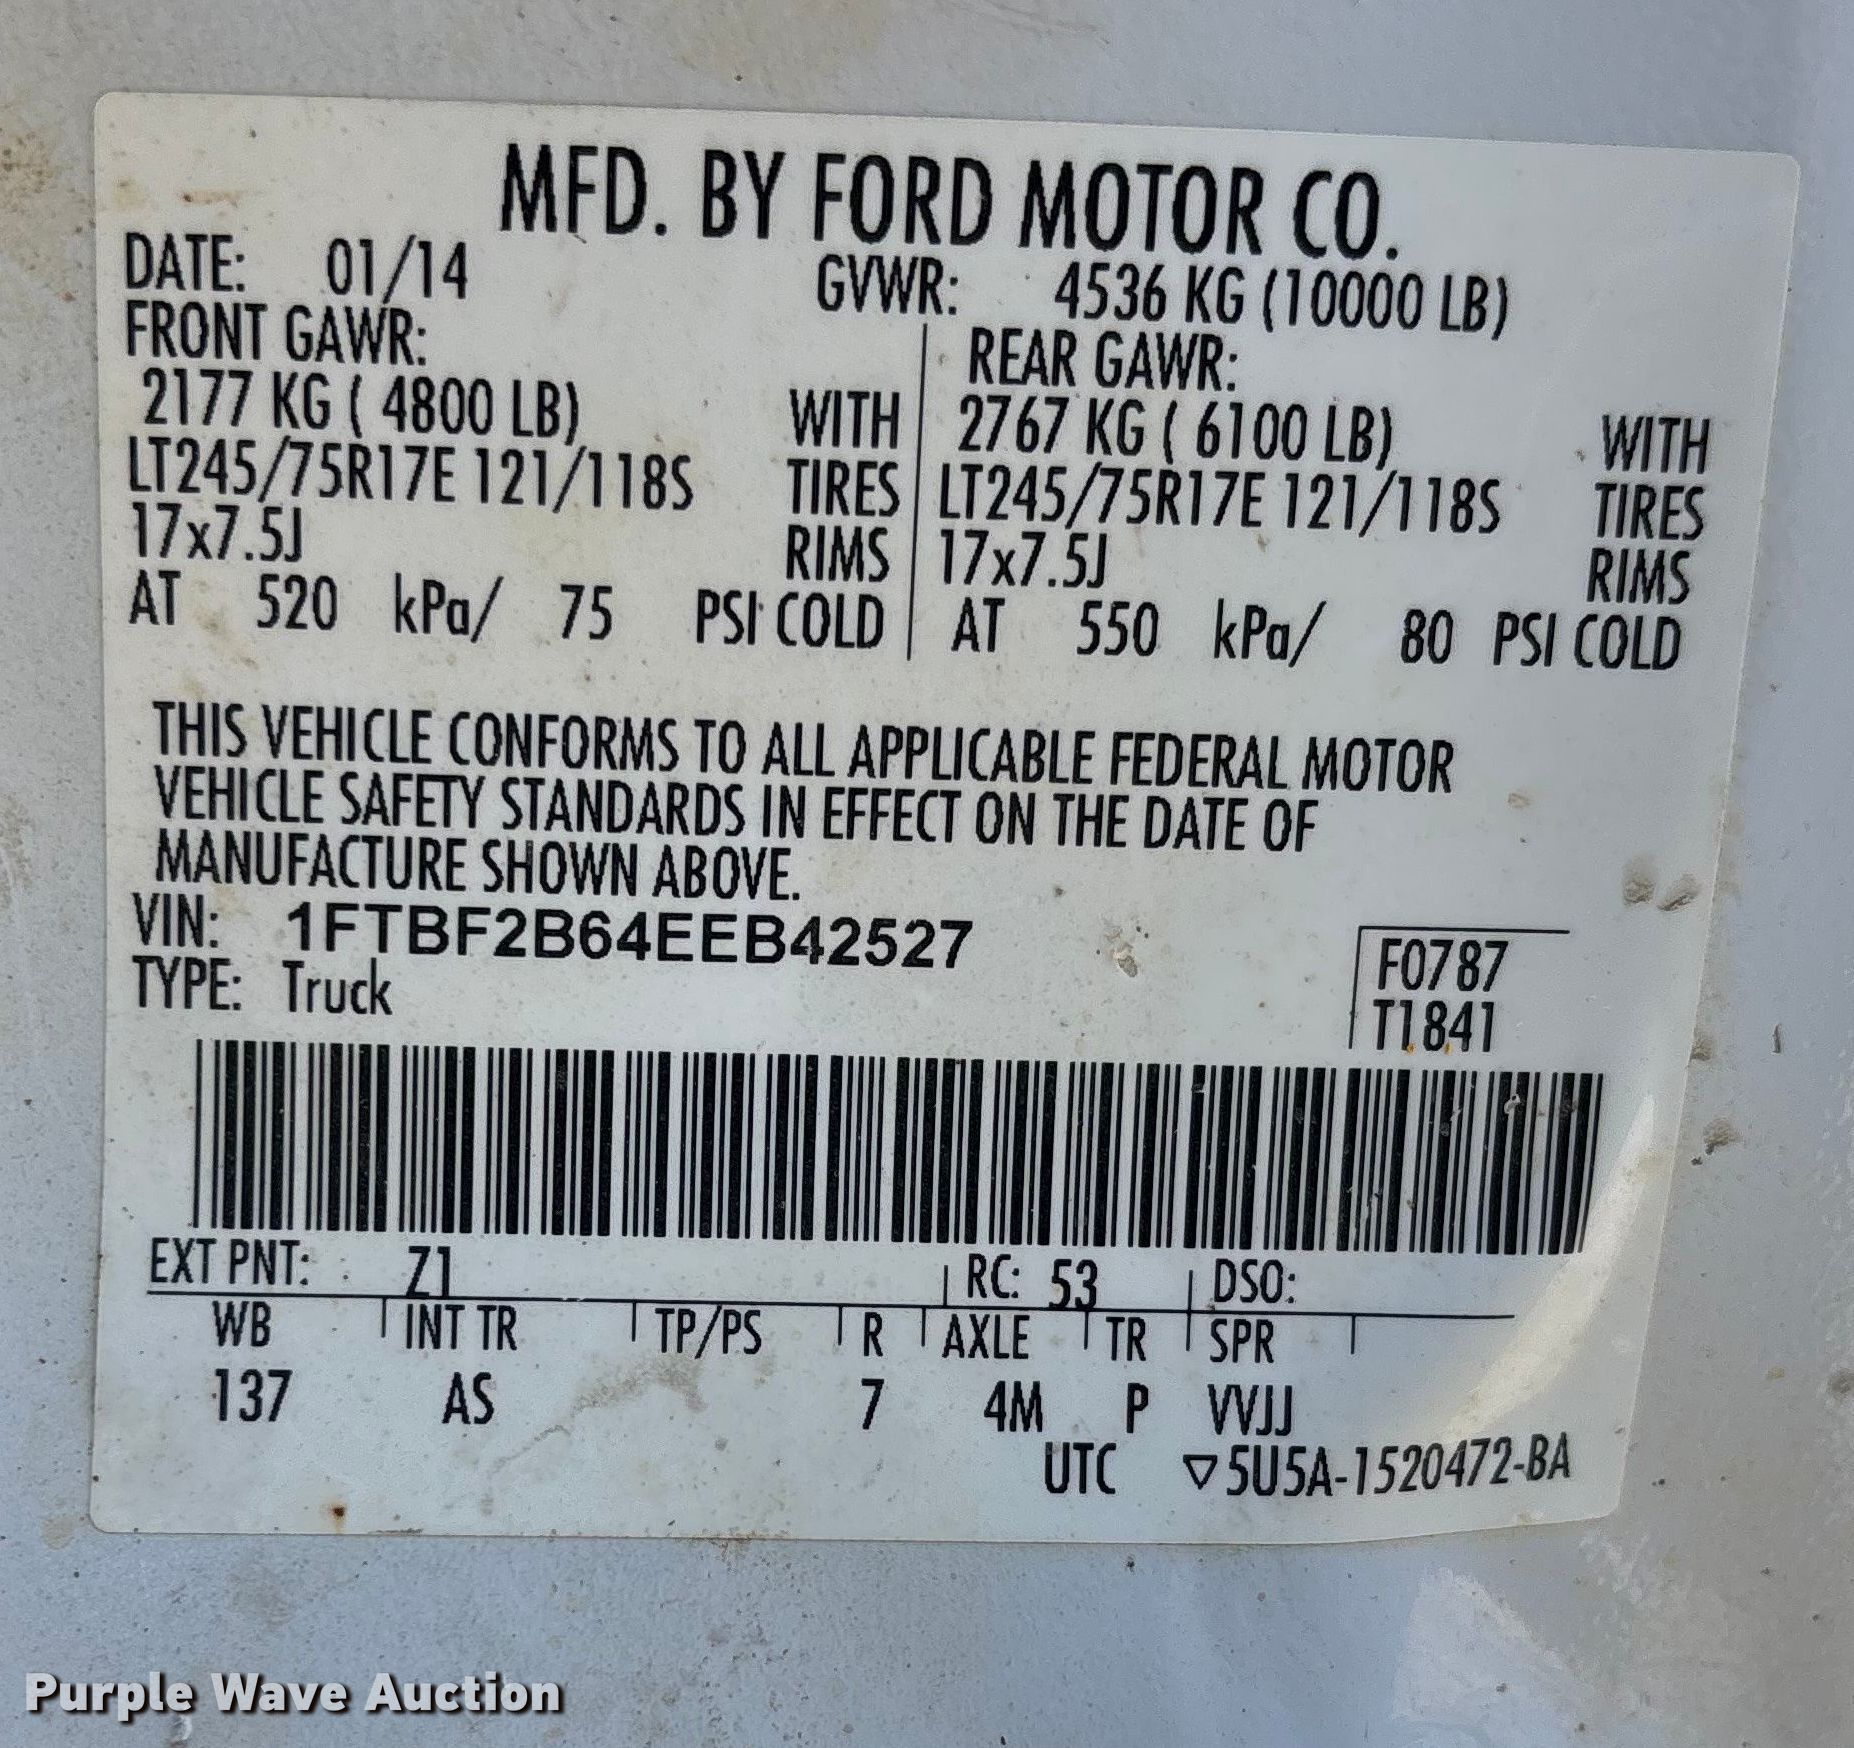 MFD. BY FORD MOTOR CO.
DATE: 01/14 GVWR: 4536 KG (10000 LB)
FRONT GAWR: REAR GAWR:
2177 KG ( 4800 LB) WITH 2767 KG ( 6100 LB) WITH
LT245/75R17E 121/118S TIRES LT245/75R17E 121/118S TIRES
17x7.5J RIMS 17x7.5J RIMS
AT 520 kPa/ 75 PSI COLD AT 550 kPa/ 80 PSI COLD
THIS VEHICLE CONFORMS TO ALL APPLICABLE FEDERAL MOTOR
VEHICLE SAFETY STANDARDS IN EFFECT ON THE DATE OF
MANUFACTURE SHOWN ABOVE.
VIN: 1FTBF2B64EEB42527
TYPE: Truck
F0787
T1841
EXT PNT: Z1 RC: 53 DSO:
WB INT TR TP/PS R AXLE TR SPR
137 AS 7 4M P VVJJ
UTC ▽5U5A-1520472-BA
Purple Wave Auction